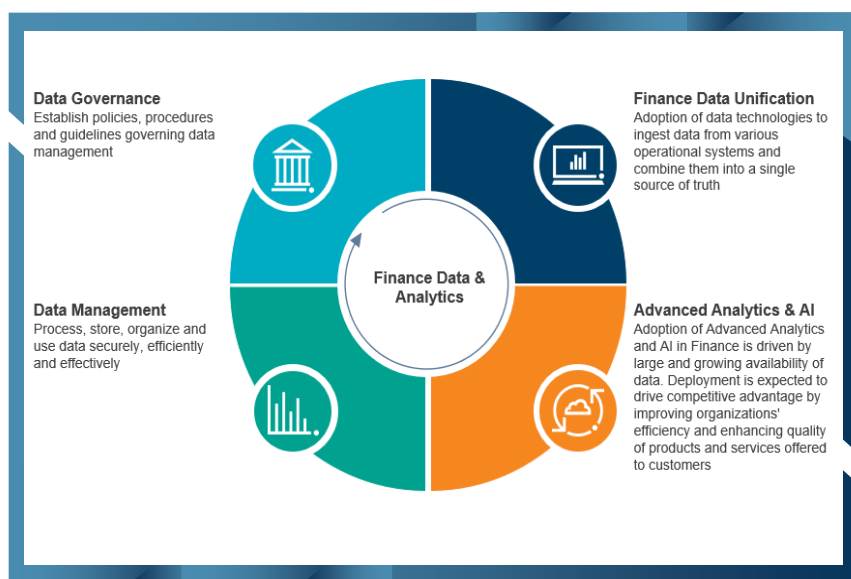 Data Governance
Establish policies, procedures
and guidelines governing data
management
Finance Data Unification
Adoption of data technologies to
ingest data from various
operational systems and
combine them into a single
source of truth
Finance Data &
Analytics
Data Management
Process, store, organize and
use data securely, efficiently
and effectively
Advanced Analytics & AI
Adoption of Advanced Analytics
and AI in Finance is driven by
large and growing availability of
data. Deployment is expected to
drive competitive advantage by
improving organizations'
efficiency and enhancing quality
of products and services offered
to customers